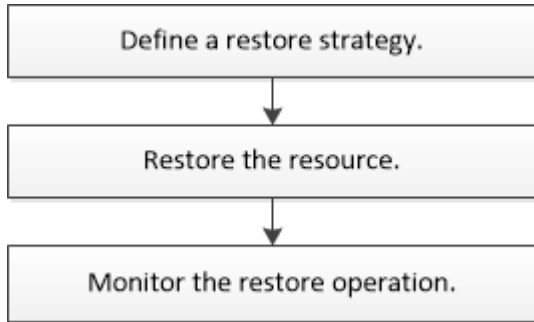 Define a restore strategy.
Restore the resource.
Monitor the restore operation.